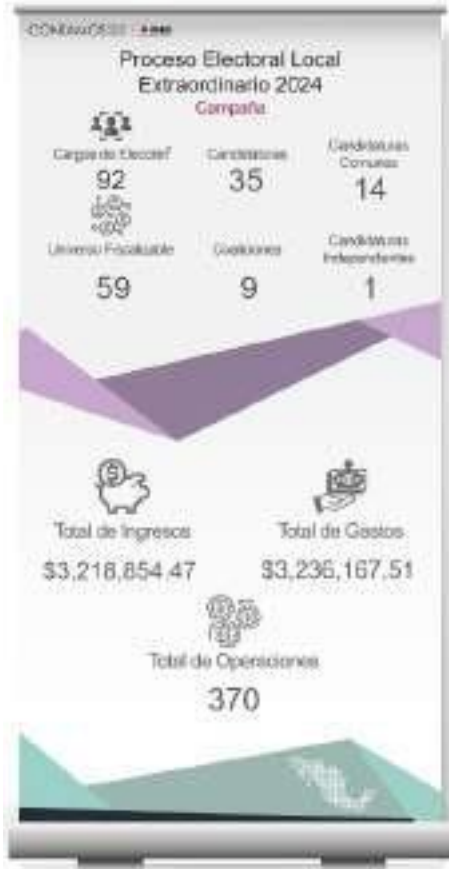 Proceso Electoral Local
Extraordinario 2024
Campaña
Cargos de Elección
92
Candidaturas
35
Candidaturas
Comunes
14
Universo Fiscalizable
59
Coaliciones
9
Candidaturas
Independientes
1
Total de Ingresos
$3,218,854.47
Total de Gastos
$3,236,167.51
Total de Operaciones
370